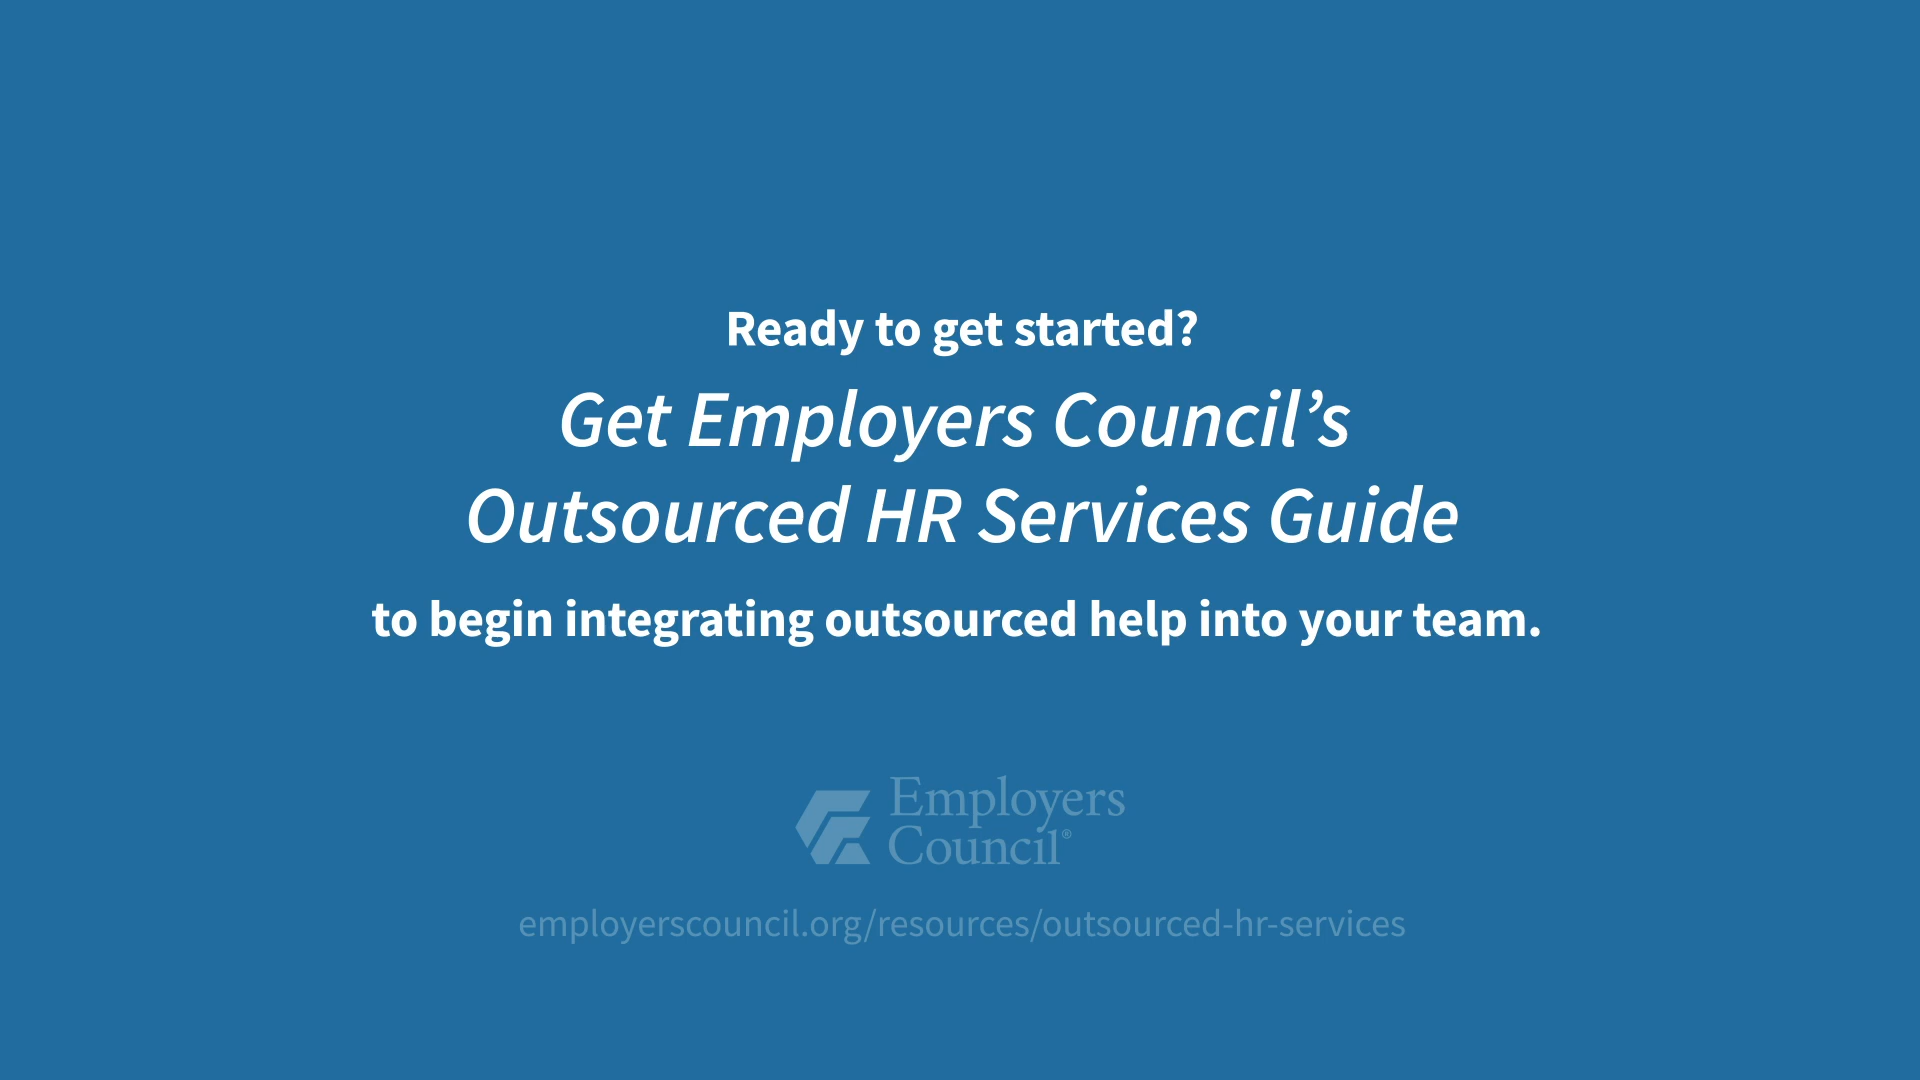 Ready to get started?
Get Employers Council’s
Outsourced HR Services Guide
to begin integrating outsourced help into your team.
Employers
Council®
employerscouncil.org/resources/outsourced-hr-services